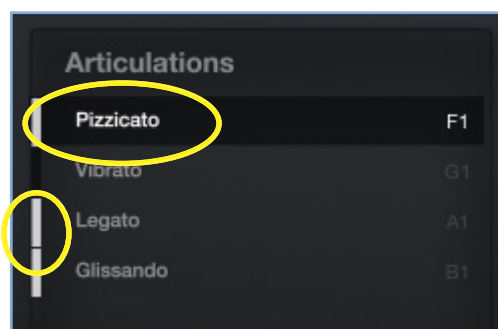 Articulations
Pizzicato F1
Vibrato G1
Legato A1
Glissando B1